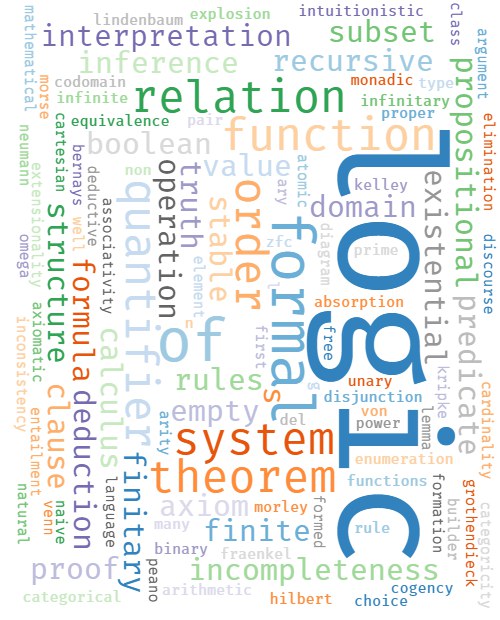 lindenbaum
explosion
intuitionistic
class
mathematical
interpretation
subset
argument
inference
recursive
codomain
monadic
type
morse
infinite
relation
infinitary
propositional
equivalence
pair
proper
elimination
cartesian
neumann
boolean
function
bernays
non
operation
truth
value
atomic
ary
kelley
logic
existential
extensionality
deductive
well
quantifier
stable
order
domain
associativity
structure
formula
omega
element
zfc
formal
diagram
prime
discourse
axiomatic
inconsistency
calculus
n
of
l
absorption
predicate
first
free
rules
s
g
unary
kripke
cardinality
clause
deduction
entailment
empty
del
disjunction
von
power
lemma
arity
system
enumeration
finitary
theorem
functions
grothendieck
categoricity
natural
venn
naive
language
axiom
morley
formed
formation
builder
many
finite
rule
binary
fraenkel
proof
peano
incompleteness
categorical
arithmetic
hilbert
choice
cogency